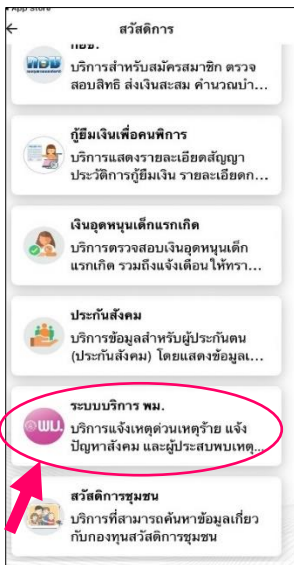 App Store
← สวัสดิการ
กอช.
บริการสำหรับสมัครสมาชิก ตรวจ
สอบสิทธิ ส่งเงินสะสม คำนวณบำ...
กู้ยืมเงินเพื่อคนพิการ
บริการแสดงรายละเอียดสัญญา
ประวัติการกู้ยืมเงิน รายละเอียดก...
เงินอุดหนุนเด็กแรกเกิด
บริการตรวจสอบเงินอุดหนุนเด็ก
แรกเกิด รวมถึงแจ้งเตือน ให้ทรา...
ประกันสังคม
บริการข้อมูลสำหรับผู้ประกันตน
(ประกันสังคม) โดยแสดงข้อมูลเ...
ระบบบริการ พม.
พม.
บริการแจ้งเหตุด่วนเหตุร้าย แจ้ง
ปัญหาสังคม และผู้ประสบพบเหตุ...
สวัสดิการชุมชน
บริการที่สามารถค้นหาข้อมูลเกี่ยว
กับกองทุนสวัสดิการชุมชน